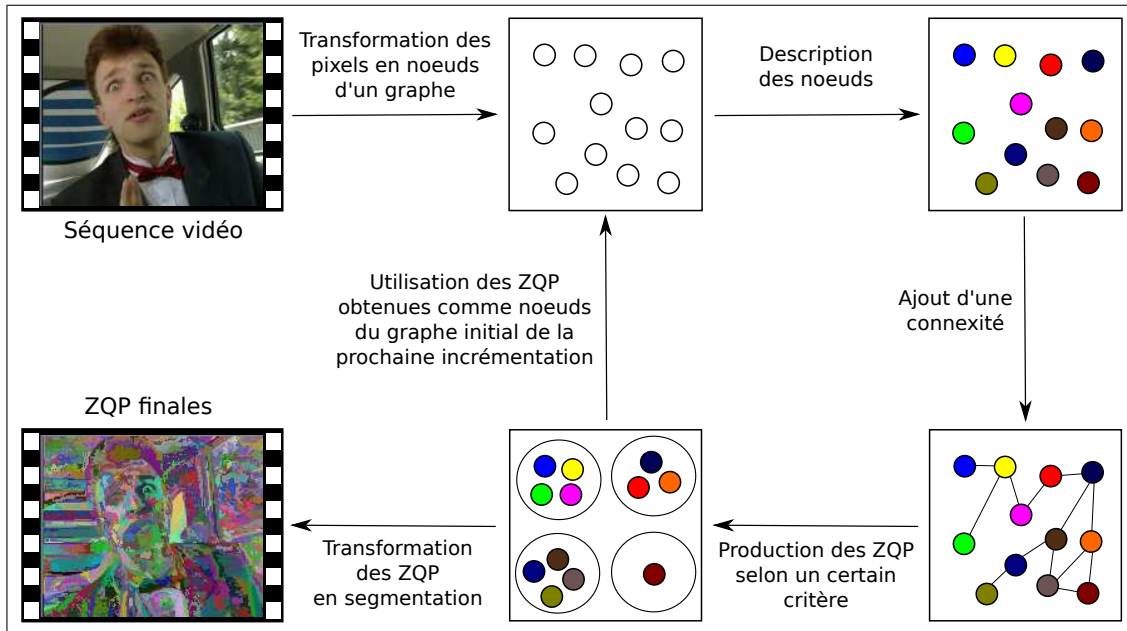 Transformation des
pixels en noeuds
d'un graphe
Description
des noeuds
Séquence vidéo
Utilisation des ZQP
obtenues comme noeuds
du graphe initial de la
prochaine incrémentation
Ajout d'une
connexité
ZQP finales
Transformation
des ZQP
en segmentation
Production des ZQP
selon un certain
critère